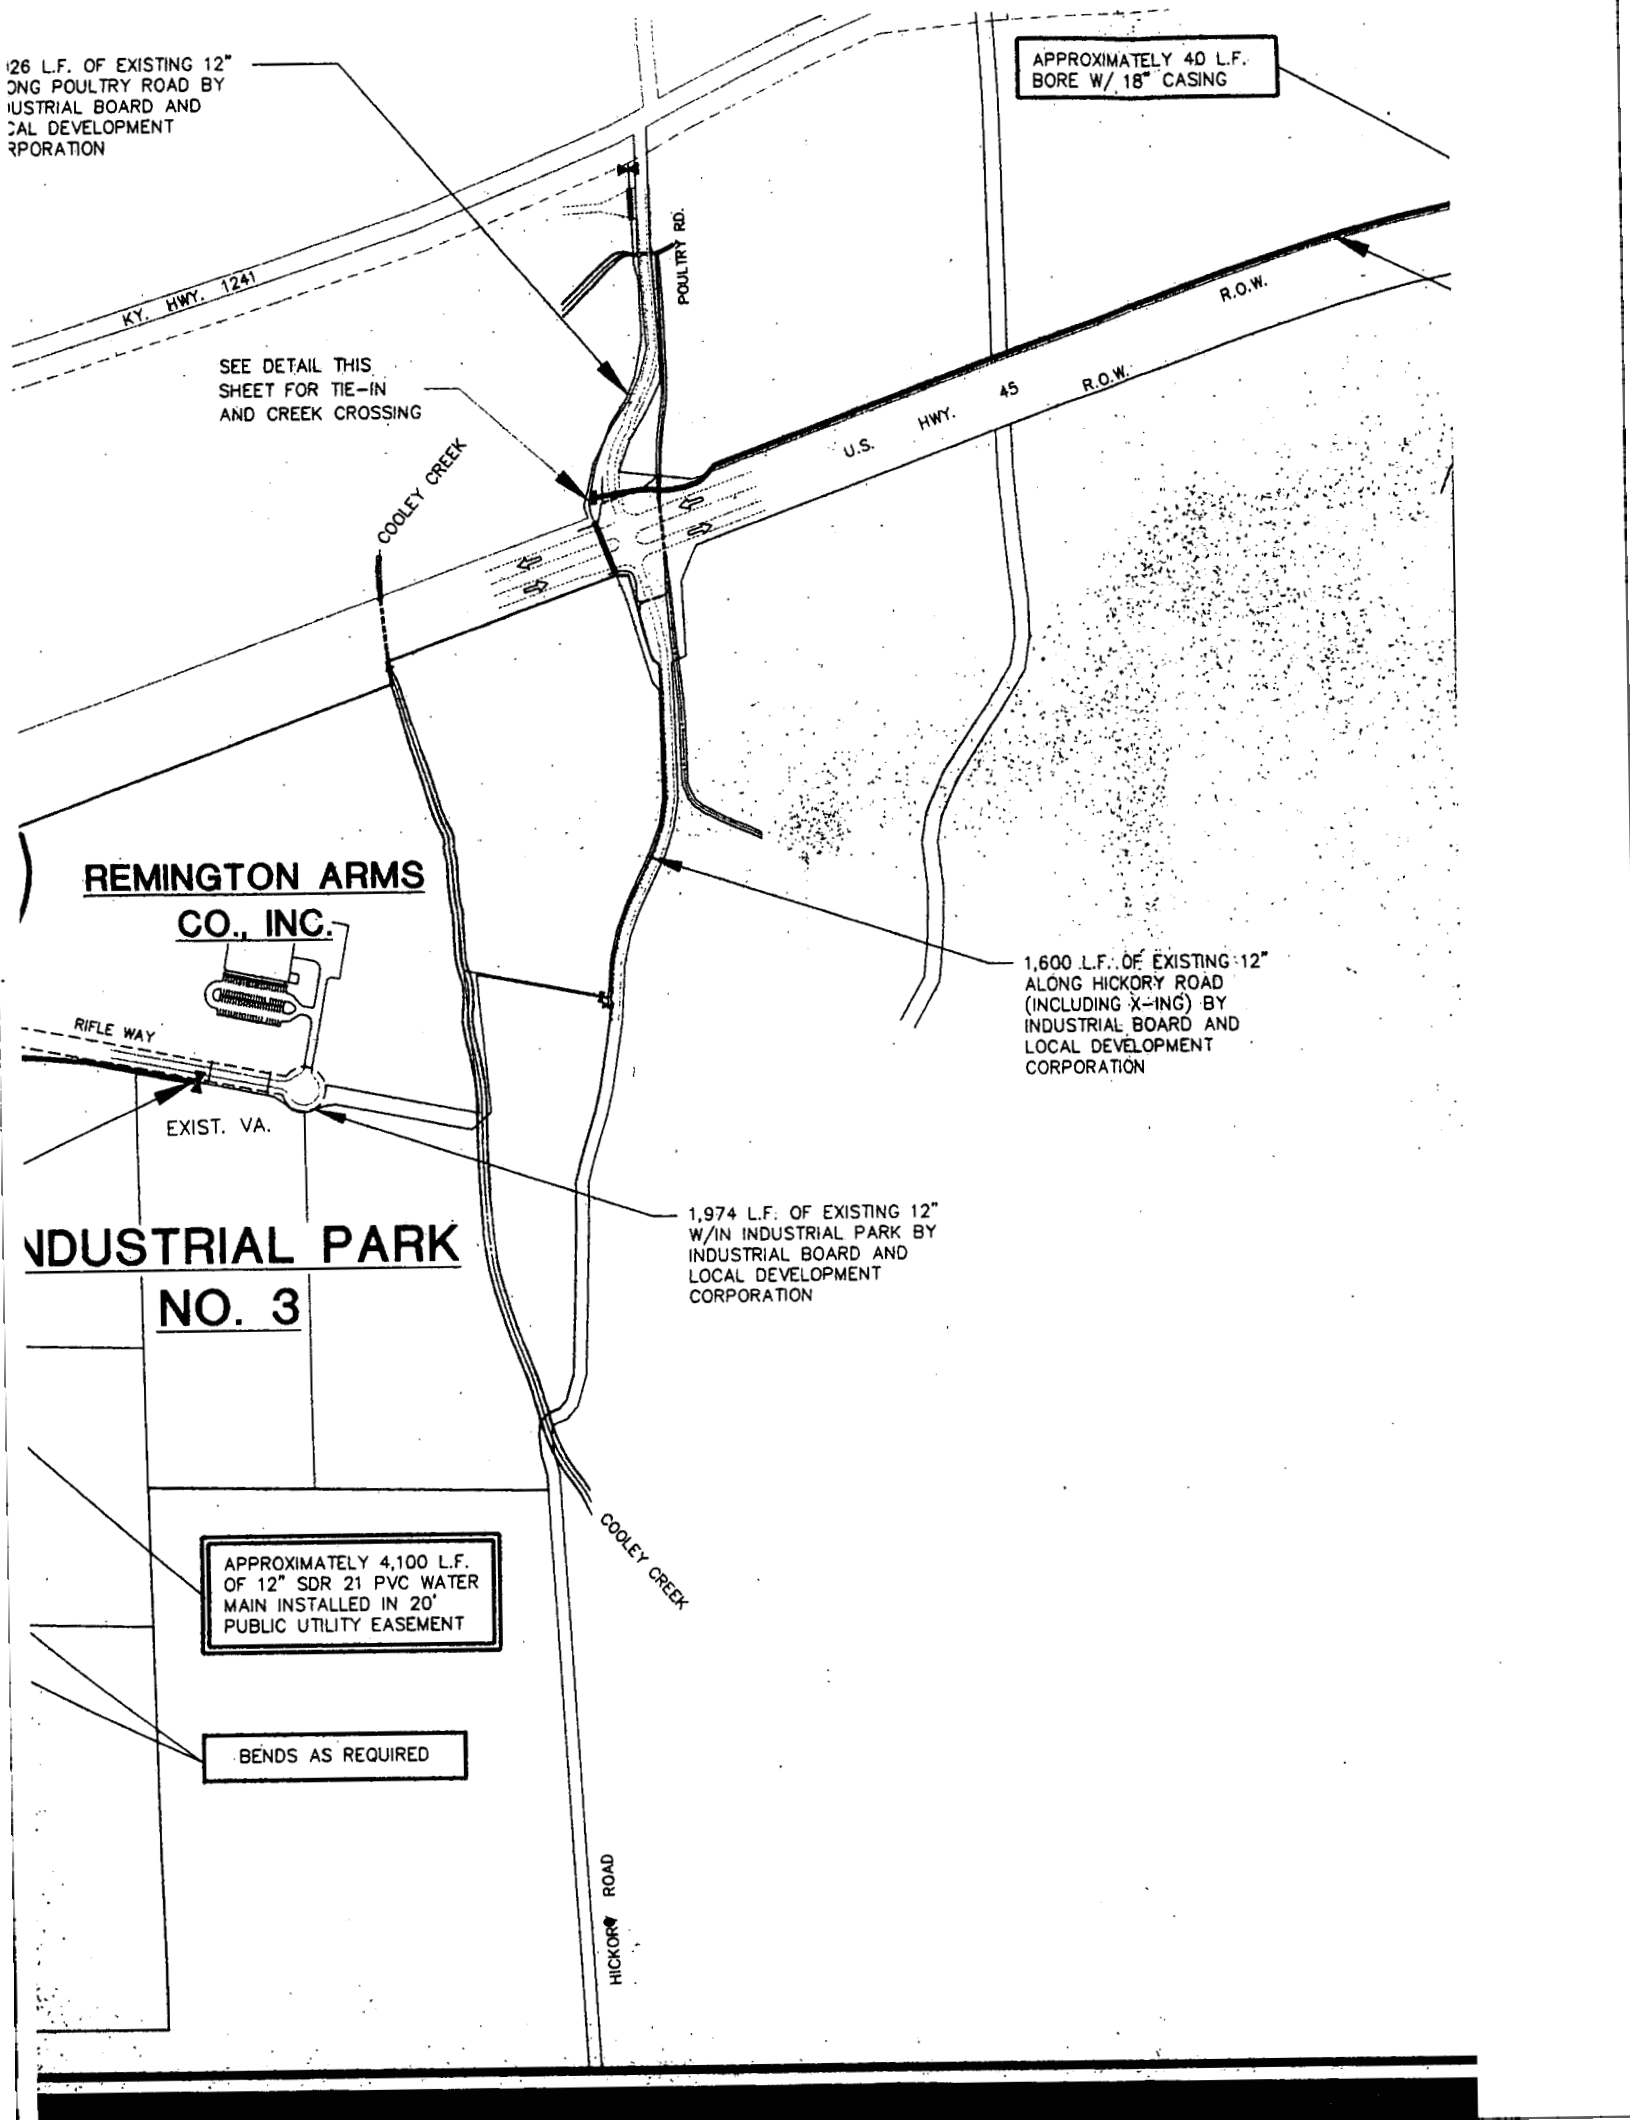 26 L.F. OF EXISTING 12"
ONG POULTRY ROAD BY
USTRIAL BOARD AND
CAL DEVELOPMENT
RPORATION
APPROXIMATELY 40 L.F.
BORE W/ 18" CASING
POULTRY RD.
KY. HWY. 1241
R.O.W.
SEE DETAIL THIS
SHEET FOR TIE-IN
AND CREEK CROSSING
U.S. HWY. 45 R.O.W.
COOLEY CREEK
REMINGTON ARMS
CO., INC.
1,600 L.F. OF EXISTING 12"
ALONG HICKORY ROAD
(INCLUDING X-ING) BY
INDUSTRIAL BOARD AND
LOCAL DEVELOPMENT
CORPORATION
RIFLE WAY
EXIST. VA.
1,974 L.F. OF EXISTING 12"
W/IN INDUSTRIAL PARK BY
INDUSTRIAL BOARD AND
LOCAL DEVELOPMENT
CORPORATION
NDUSTRIAL PARK
NO. 3
COOLEY CREEK
APPROXIMATELY 4,100 L.F.
OF 12" SDR 21 PVC WATER
MAIN INSTALLED IN 20'
PUBLIC UTILITY EASEMENT
BENDS AS REQUIRED
HICKORY ROAD